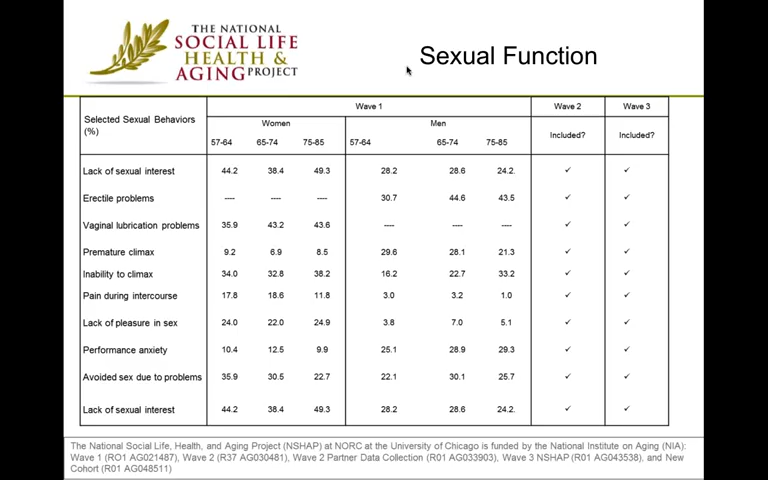 THE NATIONAL
SOCIAL LIFE
HEALTH &
AGING PROJECT
Sexual Function
Selected Sexual Behaviors (%) Wave 1 Wave 2 Wave 3
Women Men Included? Included?
57-64 65-74 75-85 57-64 65-74 75-85
Lack of sexual interest 44.2 38.4 49.3 28.2 28.6 24.2. ✓ ✓
Erectile problems ---- ---- ---- 30.7 44.6 43.5 ✓ ✓
Vaginal lubrication problems 35.9 43.2 43.6 ---- ---- ---- ✓ ✓
Premature climax 9.2 6.9 8.5 29.6 28.1 21.3 ✓ ✓
Inability to climax 34.0 32.8 38.2 16.2 22.7 33.2 ✓ ✓
Pain during intercourse 17.8 18.6 11.8 3.0 3.2 1.0 ✓ ✓
Lack of pleasure in sex 24.0 22.0 24.9 3.8 7.0 5.1 ✓ ✓
Performance anxiety 10.4 12.5 9.9 25.1 28.9 29.3 ✓ ✓
Avoided sex due to problems 35.9 30.5 22.7 22.1 30.1 25.7 ✓ ✓
Lack of sexual interest 44.2 38.4 49.3 28.2 28.6 24.2. ✓ ✓
The National Social Life, Health, and Aging Project (NSHAP) at NORC at the University of Chicago is funded by the National Institute on Aging (NIA):
Wave 1 (RO1 AG021487), Wave 2 (R37 AG030481), Wave 2 Partner Data Collection (R01 AG033903), Wave 3 NSHAP (R01 AG043538), and New
Cohort (R01 AG048511)